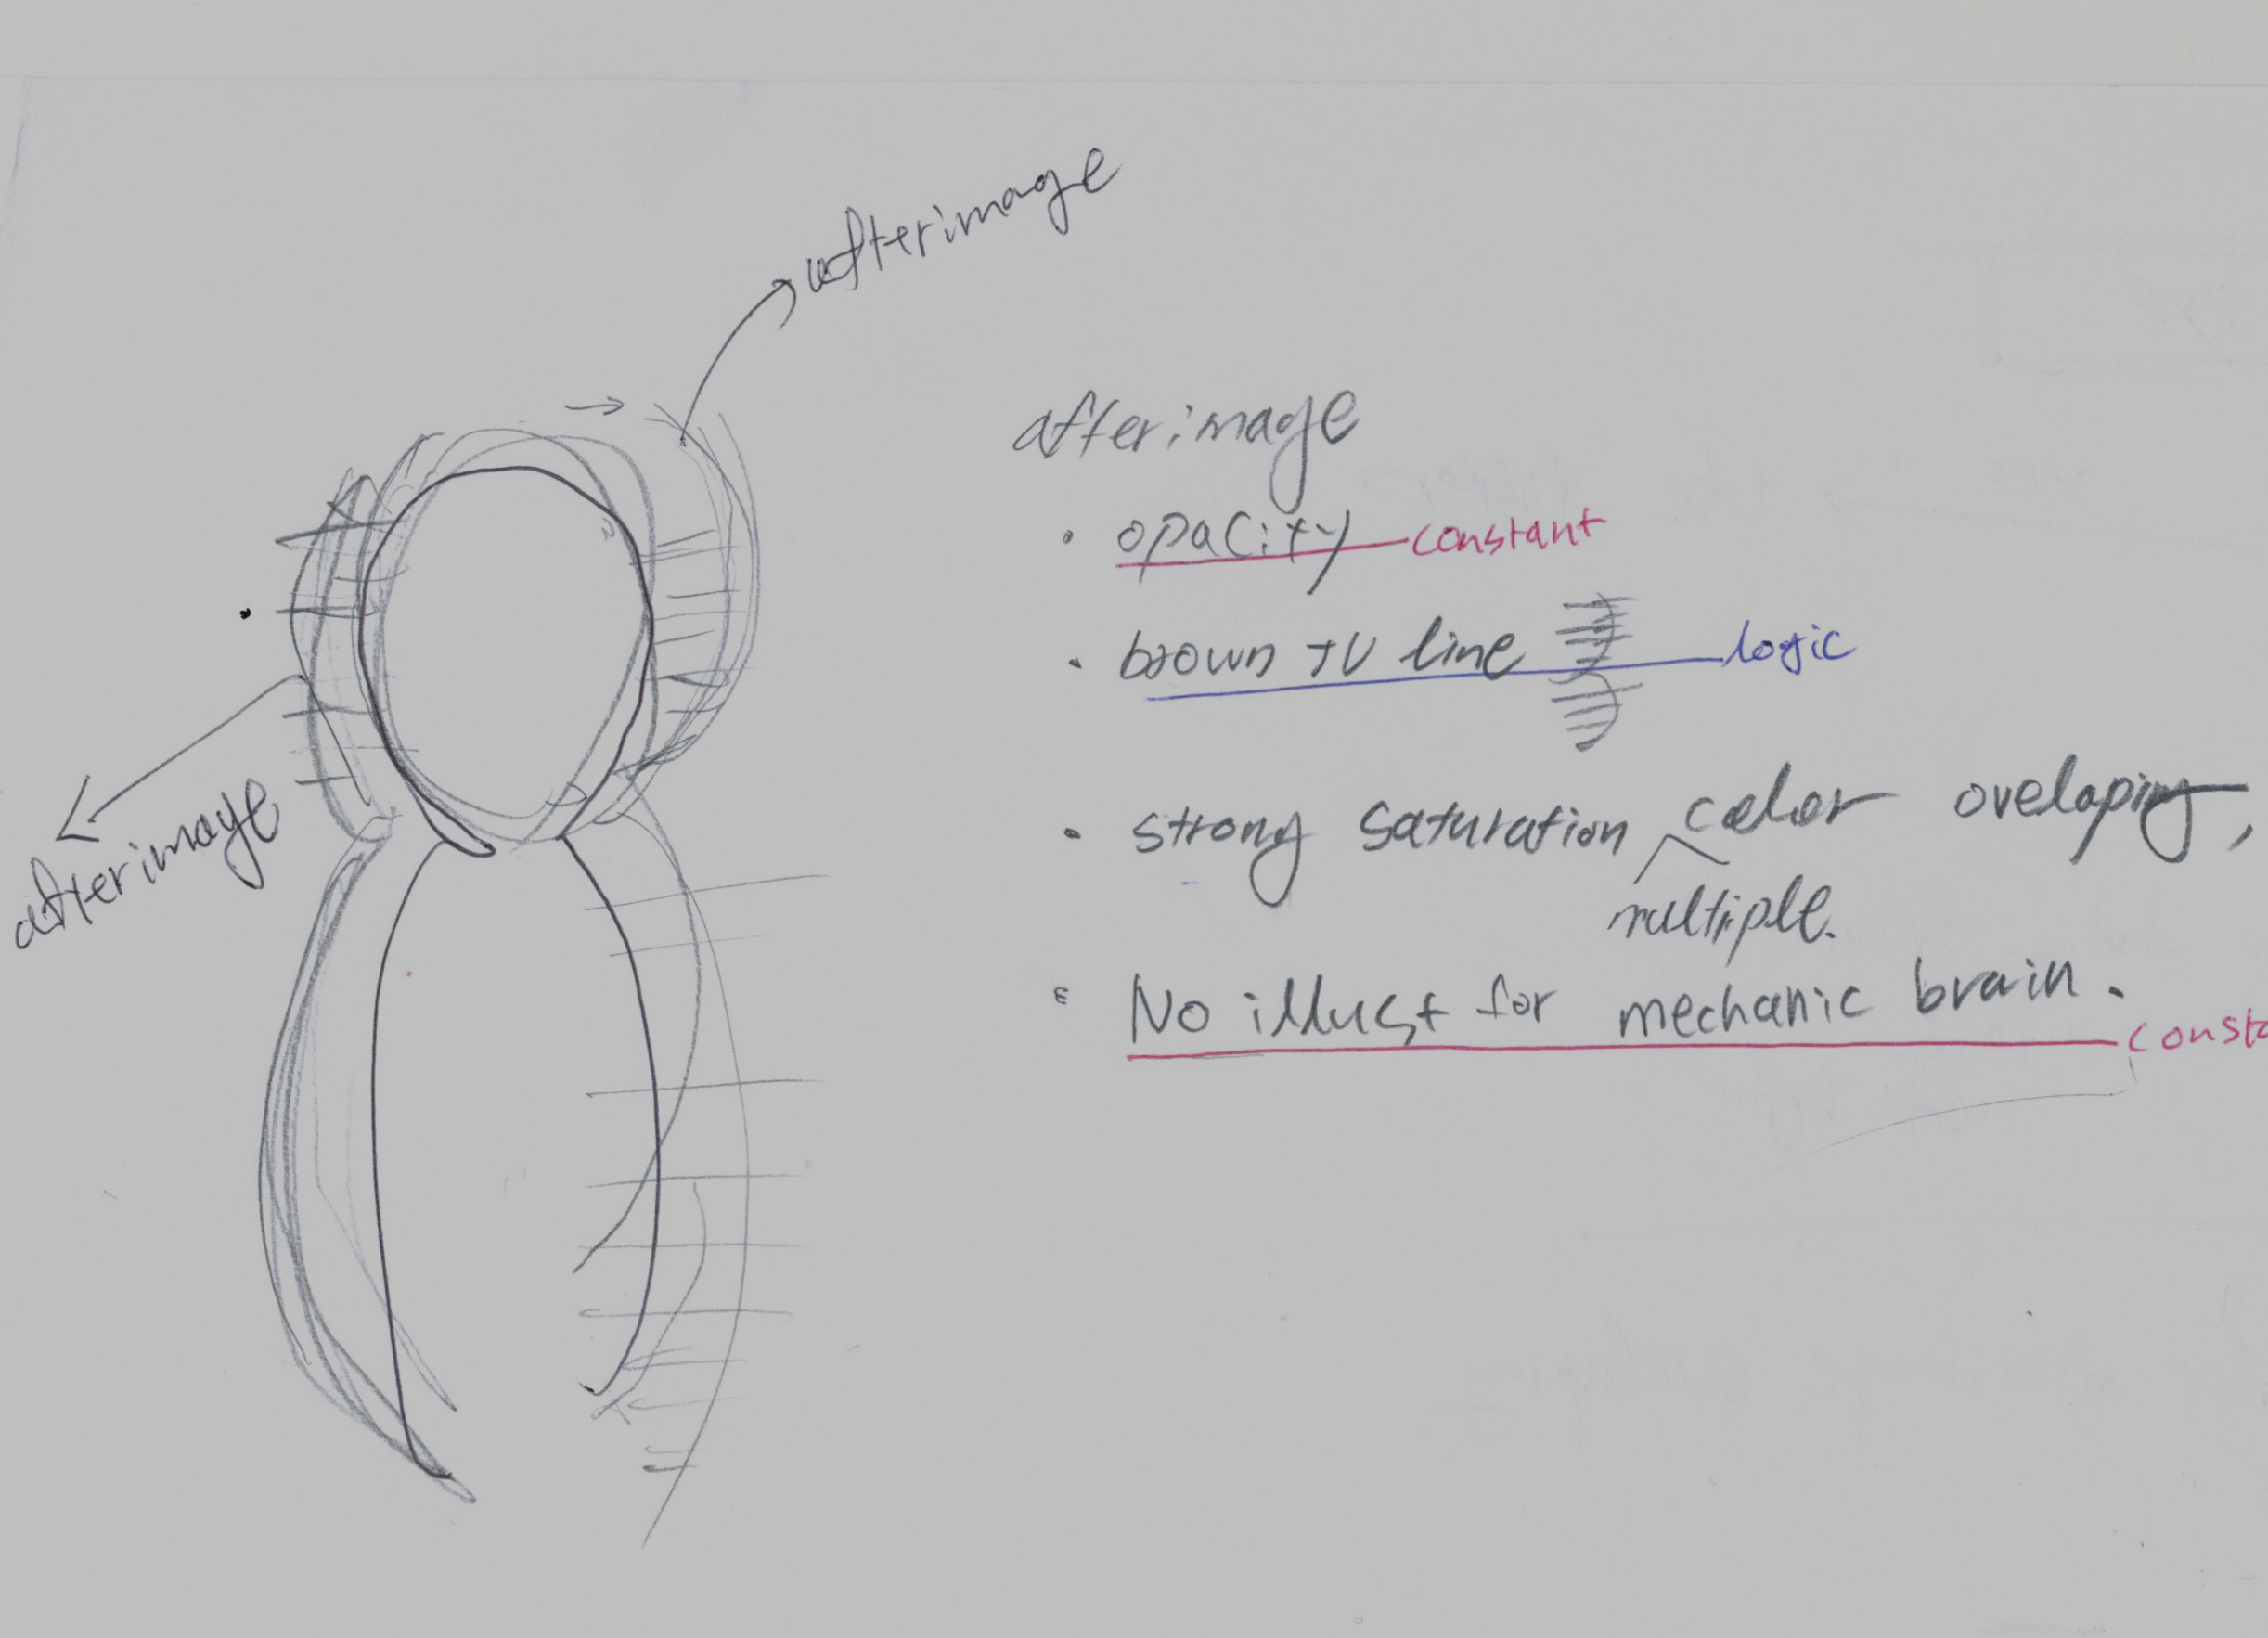 afterimage
afterimage
afterimage
· opacity constant
· brown TV line logic
· strong saturation color ovelaping,
multiple.
No illust for mechanic brain.
consta